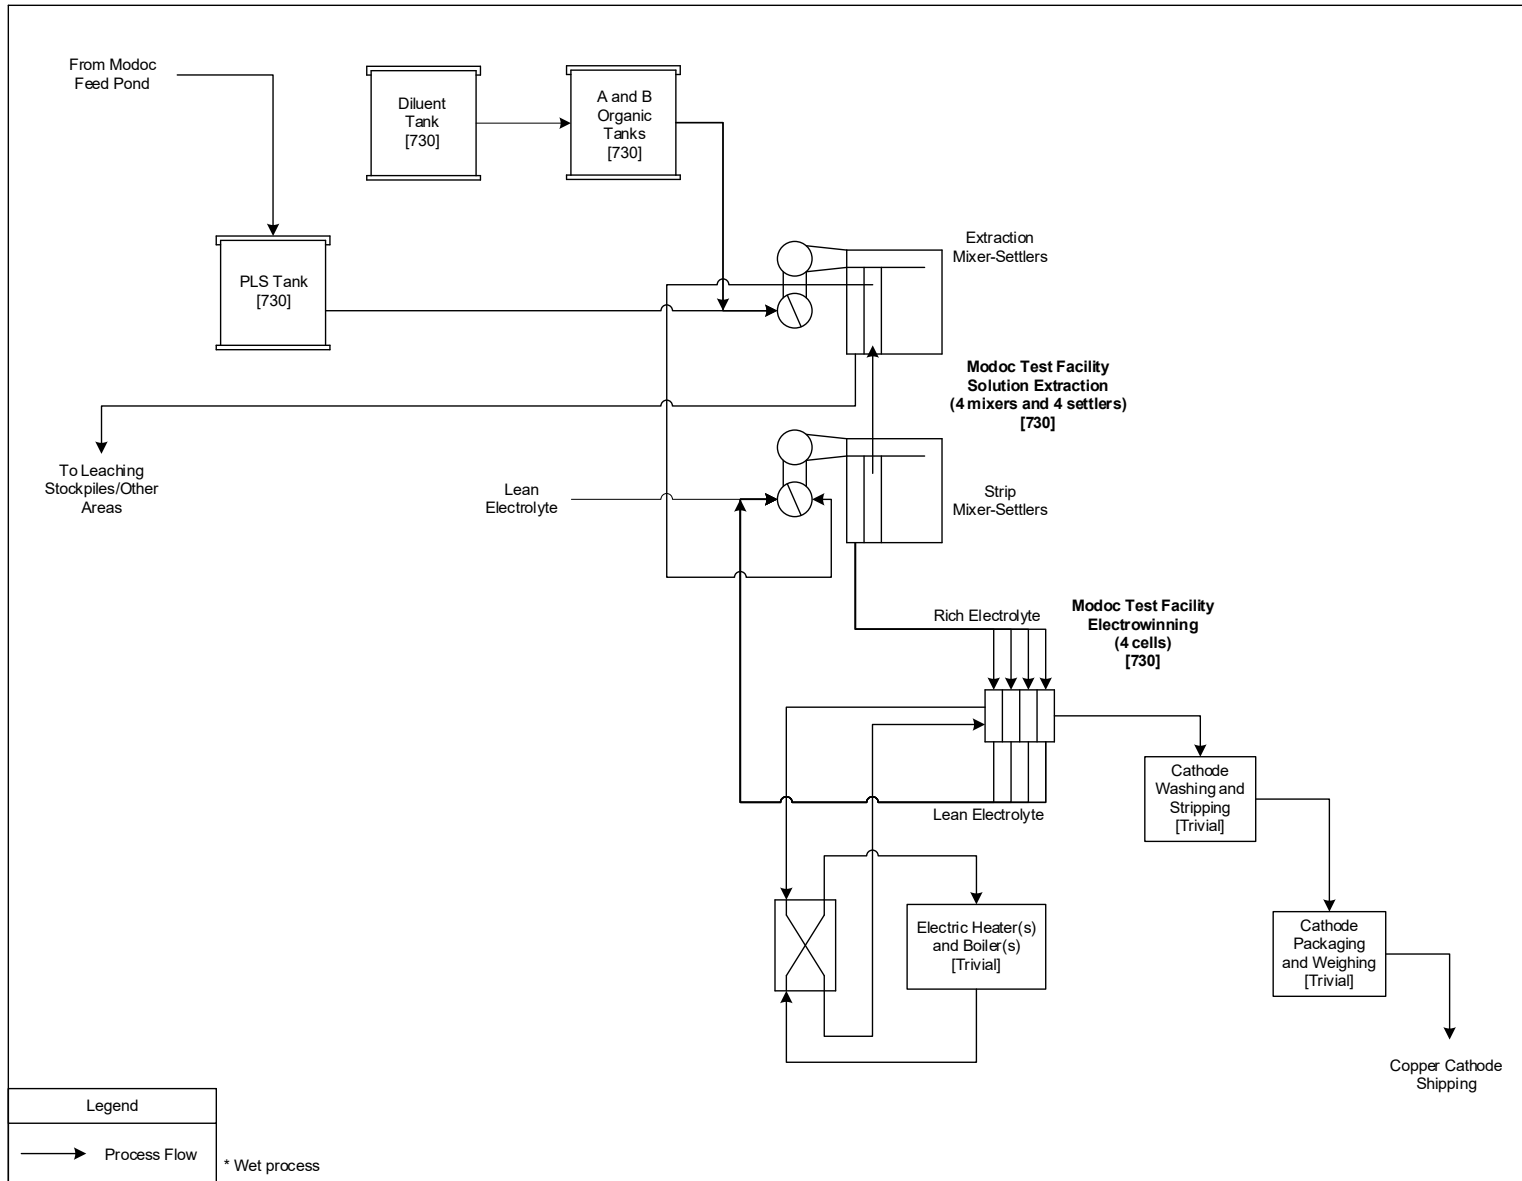 From Modoc
Feed Pond
Diluent
Tank
[730]
A and B
Organic
Tanks
[730]
PLS Tank
[730]
Extraction
Mixer-Settlers
Modoc Test Facility
Solution Extraction
(4 mixers and 4 settlers)
[730]
To Leaching
Stockpiles/Other
Areas
Lean
Electrolyte
Strip
Mixer-Settlers
Rich Electrolyte
Modoc Test Facility
Electrowinning
(4 cells)
[730]
Lean Electrolyte
Cathode
Washing and
Stripping
[Trivial]
Electric Heater(s)
and Boiler(s)
[Trivial]
Cathode
Packaging
and Weighing
[Trivial]
Copper Cathode
Shipping
Legend
Process Flow
* Wet process